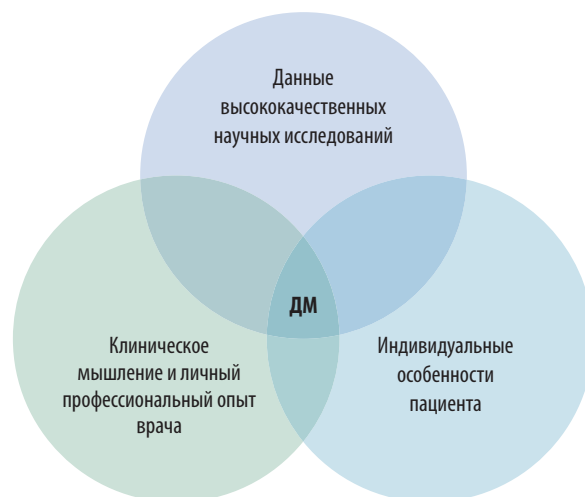 Данные
высококачественных
научных исследований
ДМ
Клиническое
мышление и личный
профессиональный опыт
врача
Индивидуальные
особенности
пациента